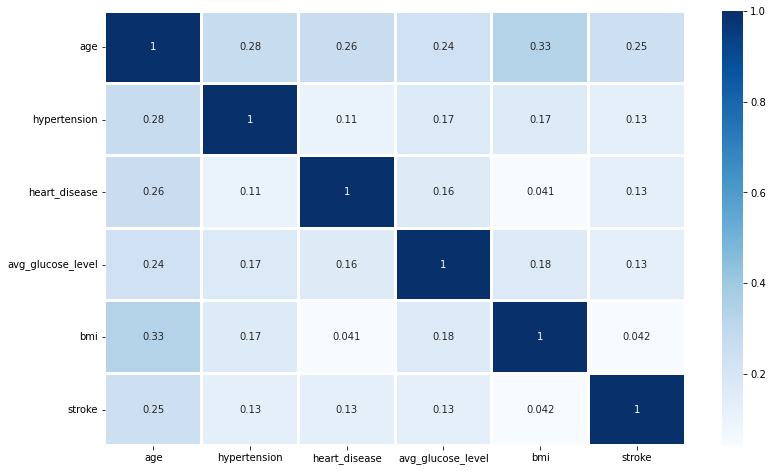 age 1 0.28 0.26 0.24 0.33 0.25
hypertension 0.28 1 0.11 0.17 0.17 0.13
heart_disease 0.26 0.11 1 0.16 0.041 0.13
avg_glucose_level 0.24 0.17 0.16 1 0.18 0.13
bmi 0.33 0.17 0.041 0.18 1 0.042
stroke 0.25 0.13 0.13 0.13 0.042 1
age hypertension heart_disease avg_glucose_level bmi stroke
1.0
0.8
0.6
0.4
0.2